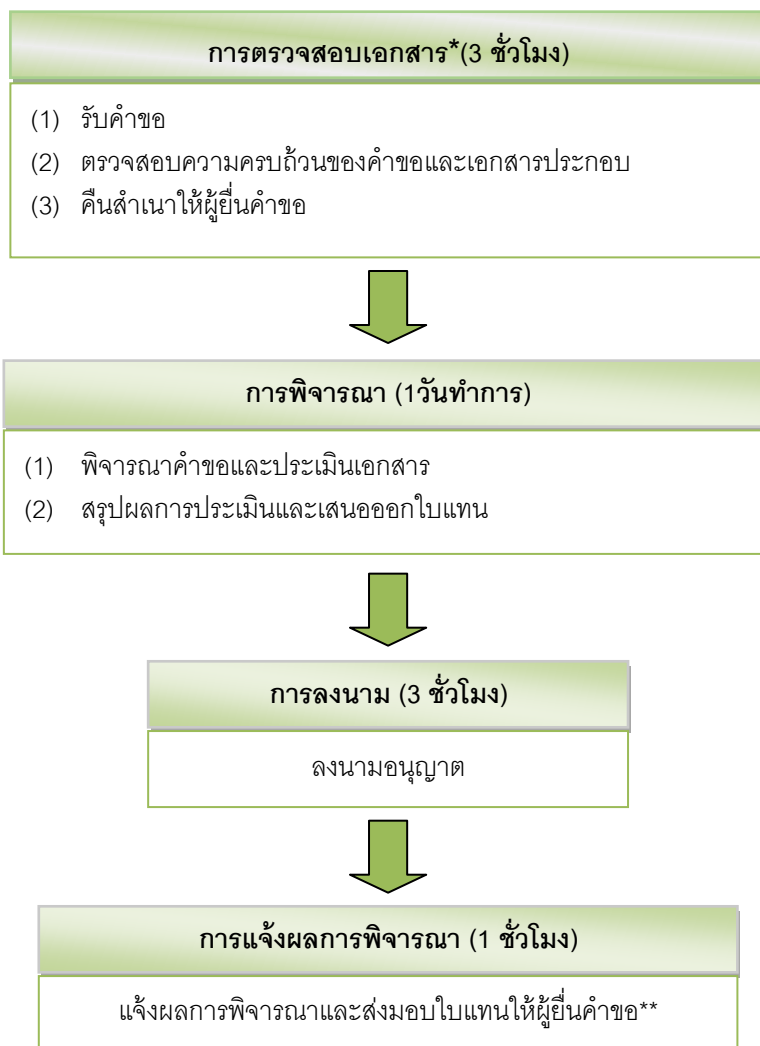 การตรวจสอบเอกสาร*(3 ชั่วโมง)
(1) รับคำขอ
(2) ตรวจสอบความครบถ้วนของคำขอและเอกสารประกอบ
(3) คืนสำเนาให้ผู้ยื่นคำขอ
การพิจารณา (1วันทำการ)
(1) พิจารณาคำขอและประเมินเอกสาร
(2) สรุปผลการประเมินและเสนอออกใบแทน
การลงนาม (3 ชั่วโมง)
ลงนามอนุญาต
การแจ้งผลการพิจารณา (1 ชั่วโมง)
แจ้งผลการพิจารณาและส่งมอบใบแทนให้ผู้ยื่นคำขอ**